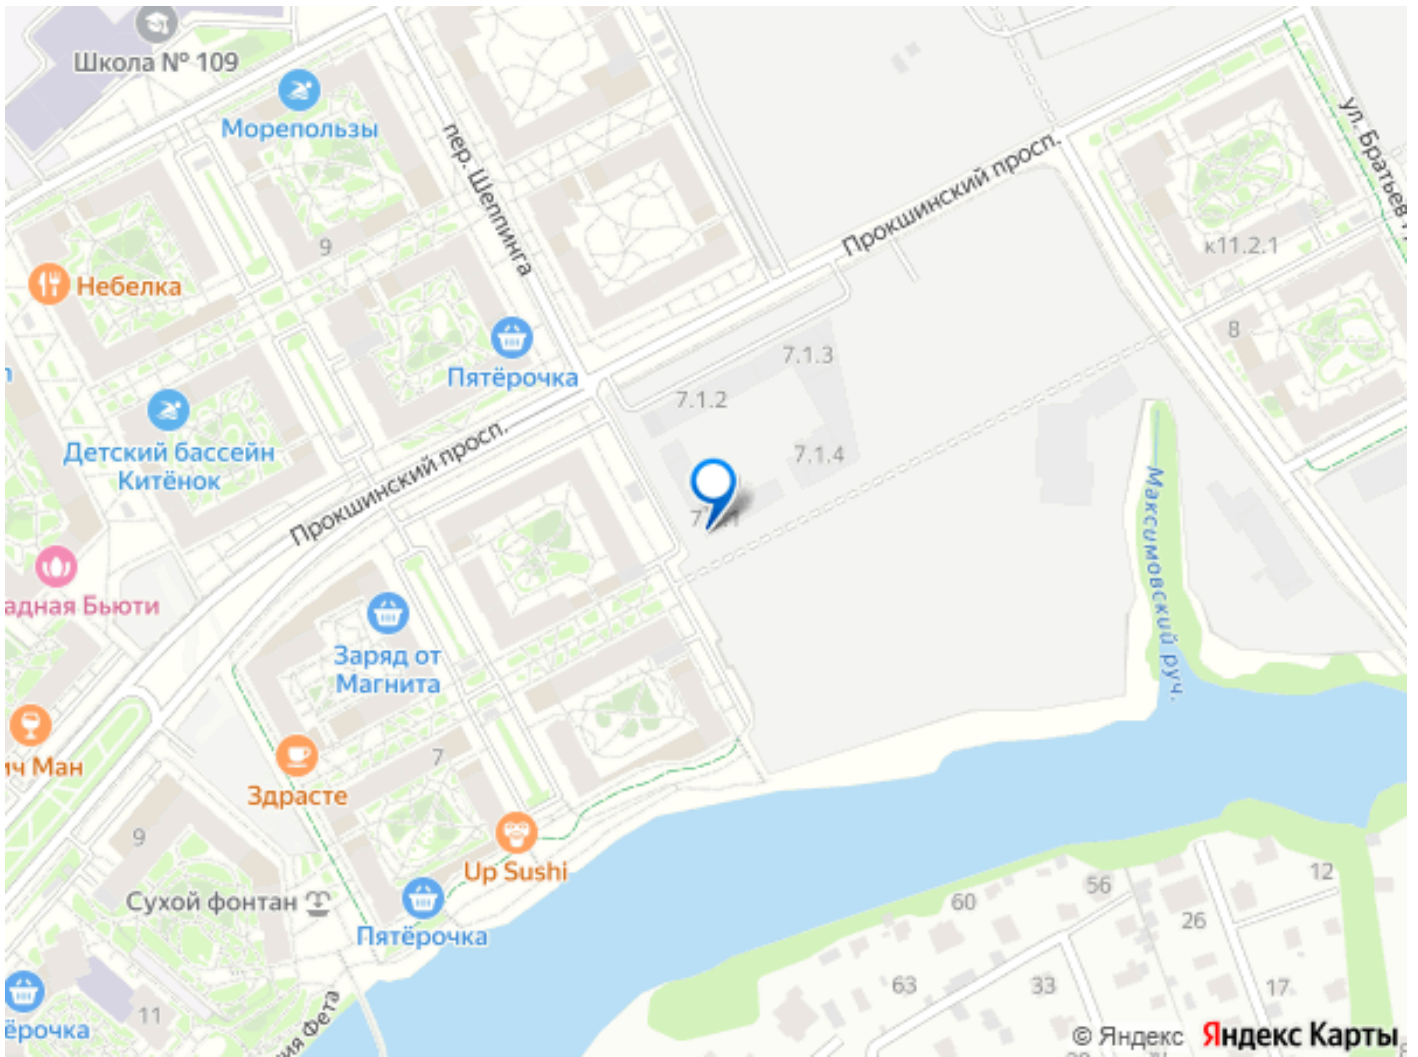 Школа № 109
Морепользы
пер. Шеппинга
Прокшинский просп.
ул. Братьев
к11.2.1
9
Небелка
8
Пятёрочка
7.1.3
7.1.2
7.1.4
Детский бассейн
Китёнок
Прокшинский просп.
Максимовский руч.
Бьюти
Заряд от
Магнита
7
Здрасте
Ман
9
Up Sushi
12
56
60
26
Сухой фонтан
Пятёрочка
63
33
17
11
Фета
© Яндекс
Яндекс Карты